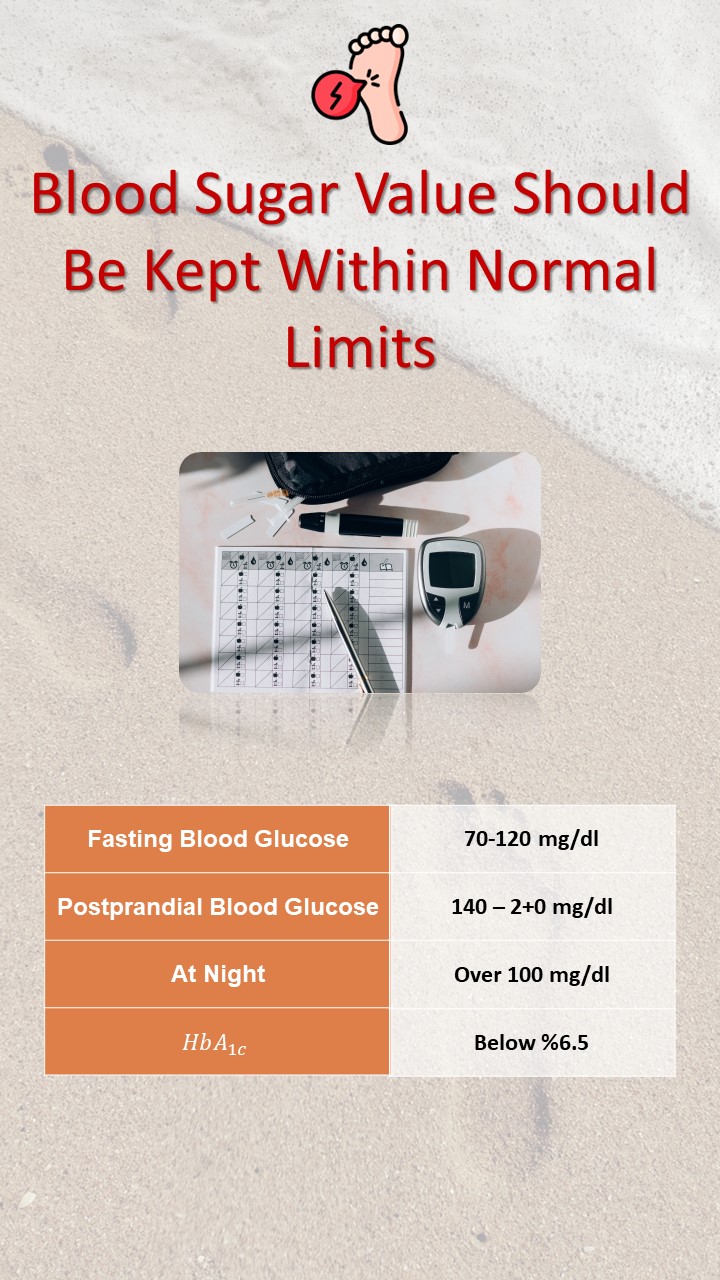 Blood Sugar Value Should
Be Kept Within Normal
Limits
M
Fasting Blood Glucose 70-120 mg/dl
Postprandial Blood Glucose 140 – 2+0 mg/dl
At Night Over 100 mg/dl
HbA1c Below %6.5